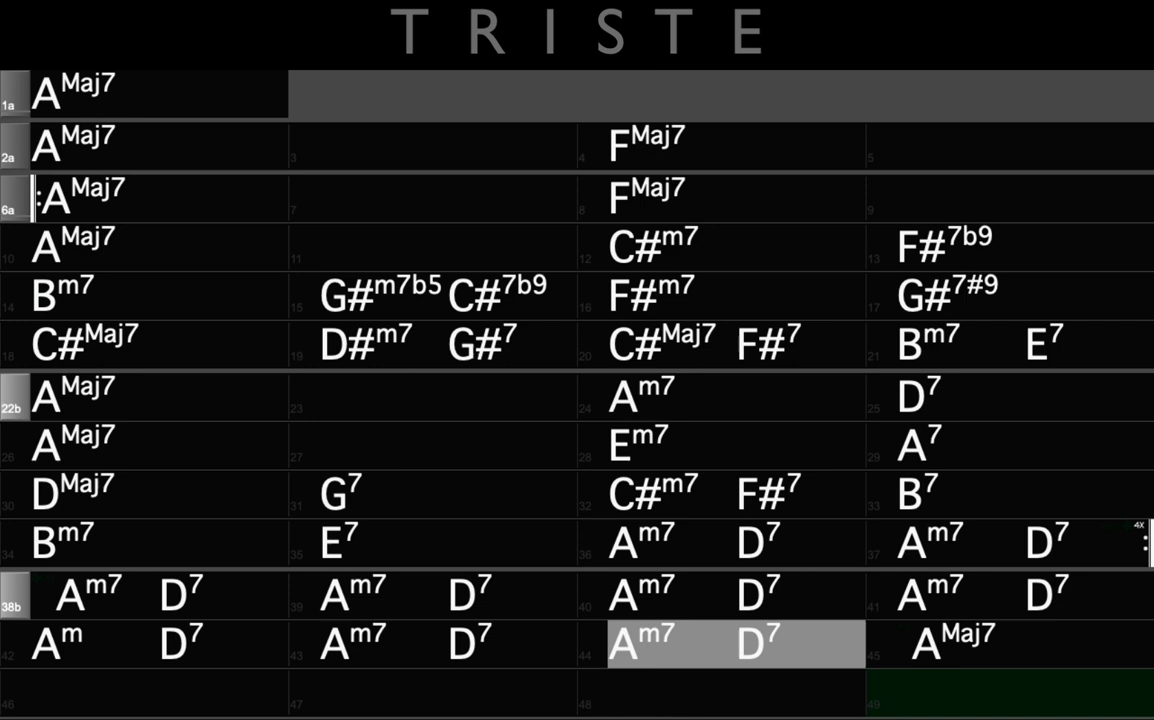 TRISTE
1a AMaj7
2a AMaj7 3 4 FMaj7 5
6a AMaj7 7 8 FMaj7 9
10 AMaj7 11 12 C#m7 13 F#7b9
14 Bm7 15 G#m7b5 C#7b9 16 F#m7 17 G#7#9
18 C#Maj7 19 D#m7 G#7 20 C#Maj7 F#7 21 Bm7 E7
22b AMaj7 23 24 Am7 25 D7
26 AMaj7 27 28 Em7 29 A7
30 DMaj7 31 G7 32 C#m7 F#7 33 B7
34 Bm7 35 E7 36 Am7 D7 37 Am7 D7 4X
38b Am7 D7 39 Am7 D7 40 Am7 D7 41 Am7 D7
42 Am D7 43 Am7 D7 44 Am7 D7 45 AMaj7
46 47 48 49